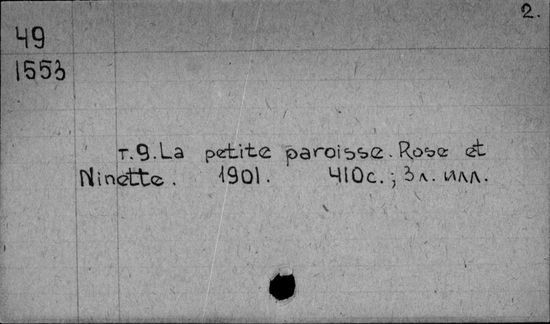 2.
49
1553
т.9. La petite paroisse. Rose et
Ninette. 1901. 410с.; 3 л. илл.